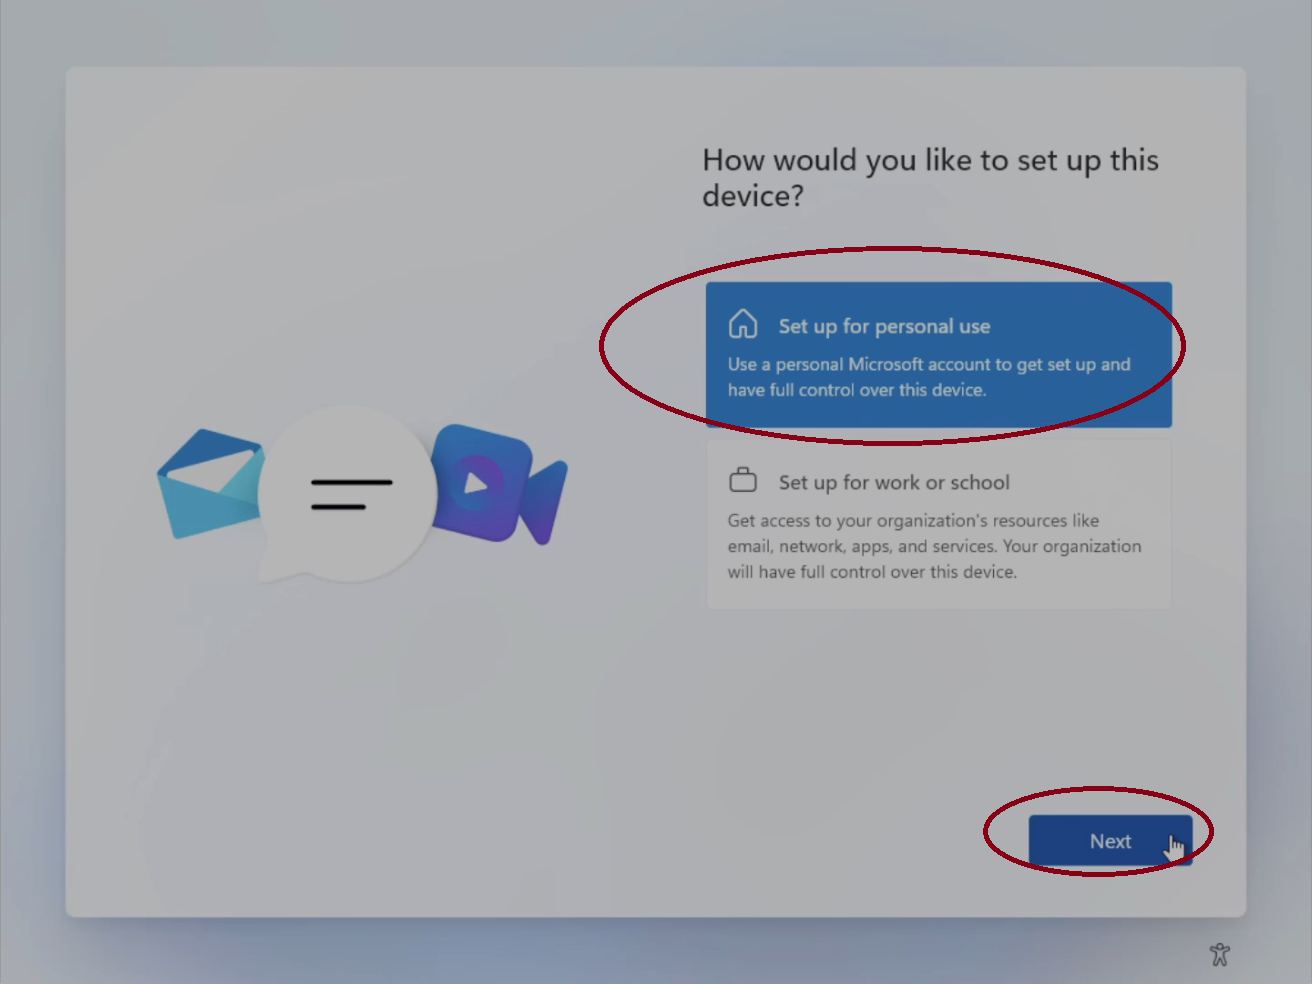 How would you like to set up this
device?
Set up for personal use
Use a personal Microsoft account to get set up and
have full control over this device.
Set up for work or school
Get access to your organization's resources like
email, network, apps, and services. Your organization
will have full control over this device.
Next